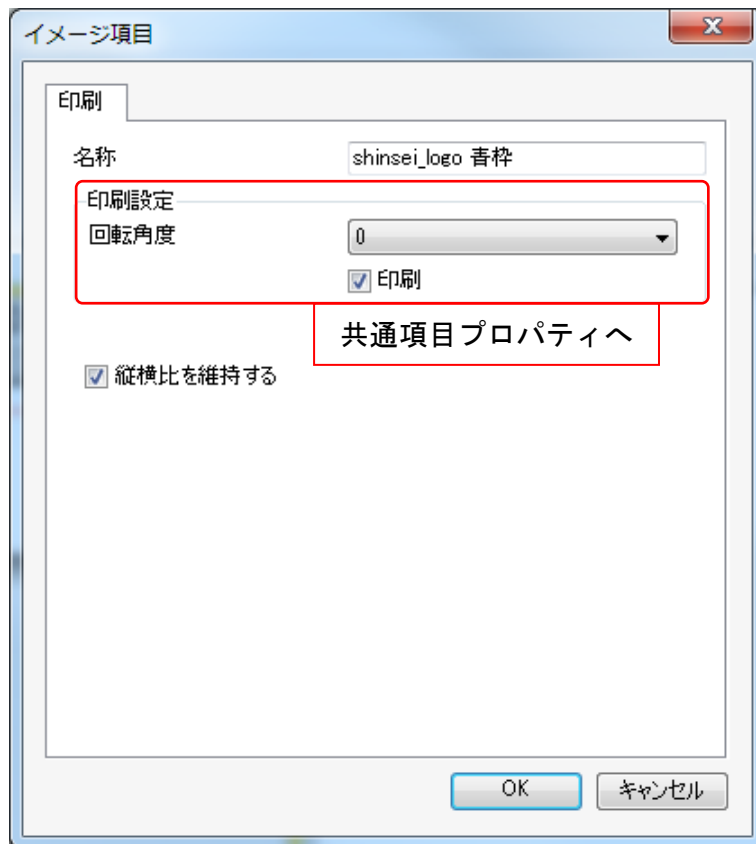 イメージ項目
印刷
名称
shinsei_logo 青枠
印刷設定
回転角度
0
印刷
共通項目プロパティへ
縦横比を維持する
OK
キャンセル